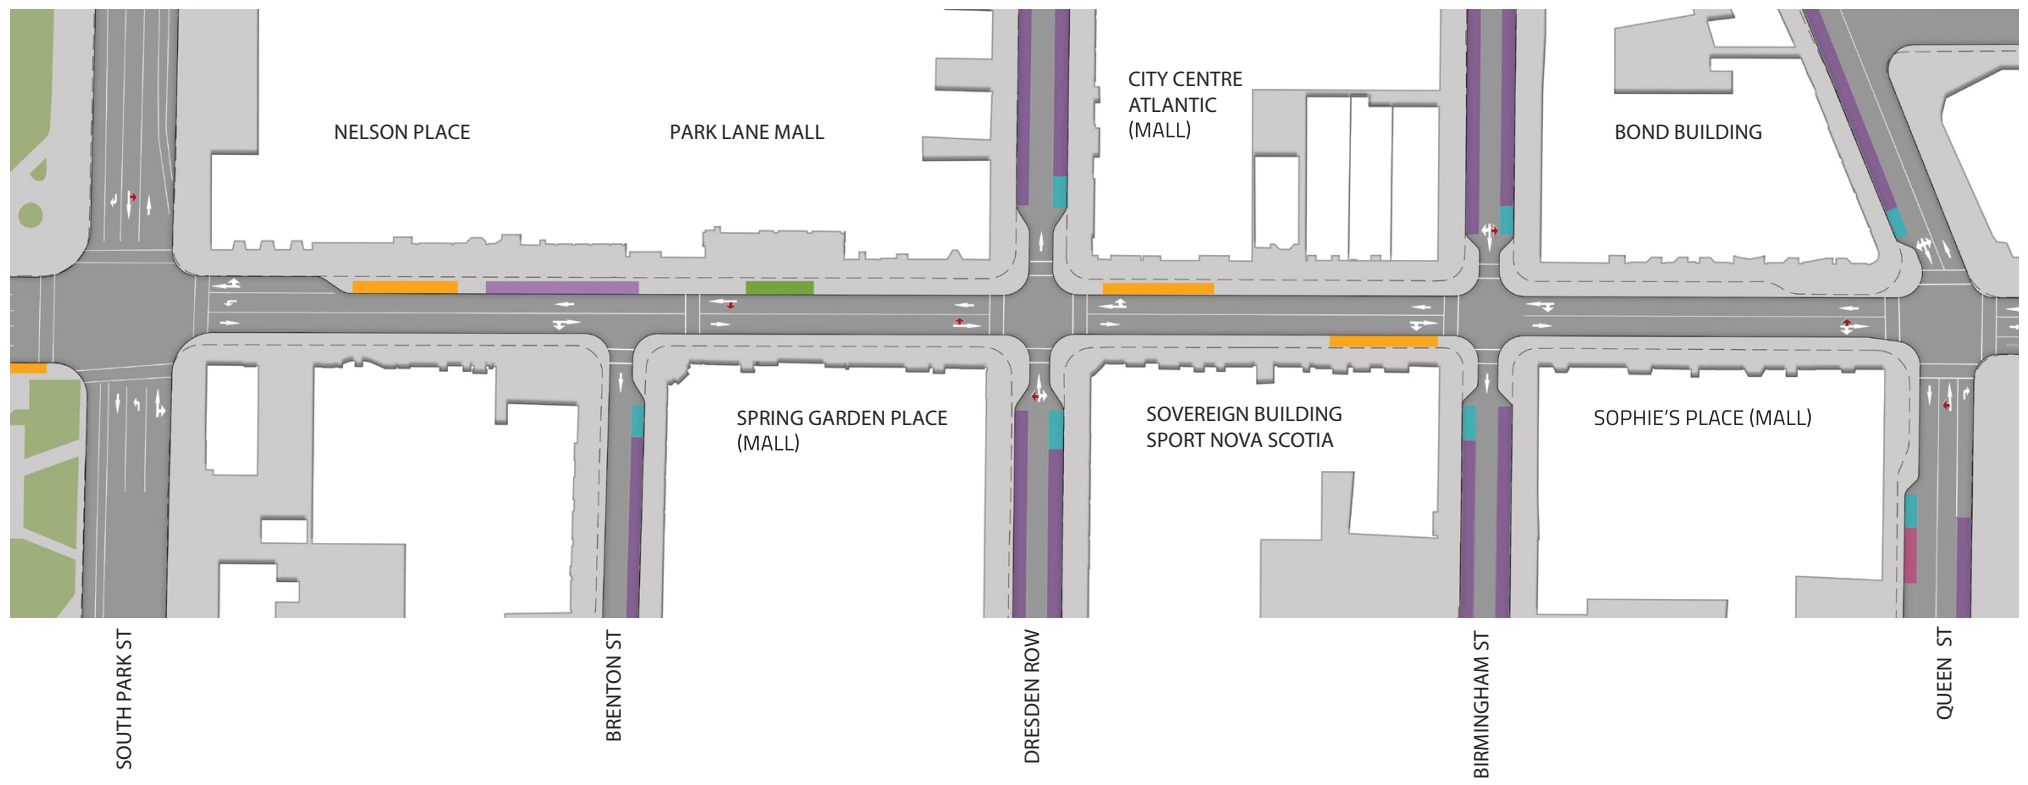 CITY CENTRE
ATLANTIC
(MALL)
NELSON PLACE
PARK LANE MALL
BOND BUILDING
SPRING GARDEN PLACE
(MALL)
SOVEREIGN BUILDING
SPORT NOVA SCOTIA
SOPHIE'S PLACE (MALL)
SOUTH PARK ST
BRENTON ST
DRESDEN ROW
BIRMINGHAM ST
QUEEN ST